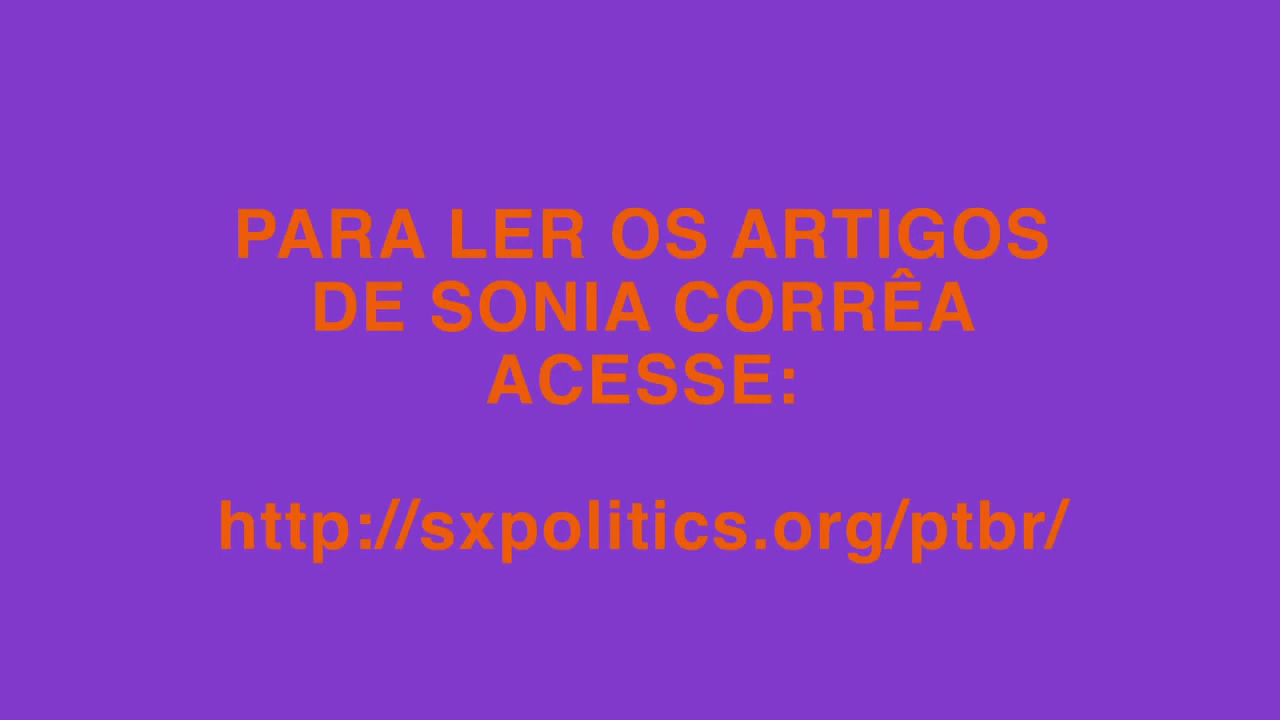 PARA LER OS ARTIGOS
DE SONIA CORRÊA
ACESSE:
http://sxpolitics.org/ptbr/